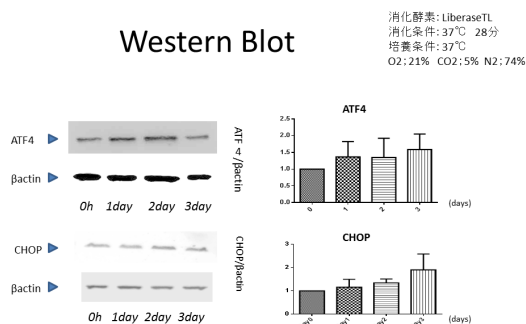 消化酵素: LiberaseTL
消化条件: 37℃ 28分
培養条件: 37℃
O2; 21% CO2; 5% N2; 74%
Western Blot
ATF4
βactin
0h 1day 2day 3day
ATF 4/βactin
ATF4
2.5
2.0
1.5
1.0
0.5
0.0
0 1 2 3
(days)
CHOP
βactin
0h 1day 2day 3day
CHOP/βactin
CHOP
3
2
1
0
(days)